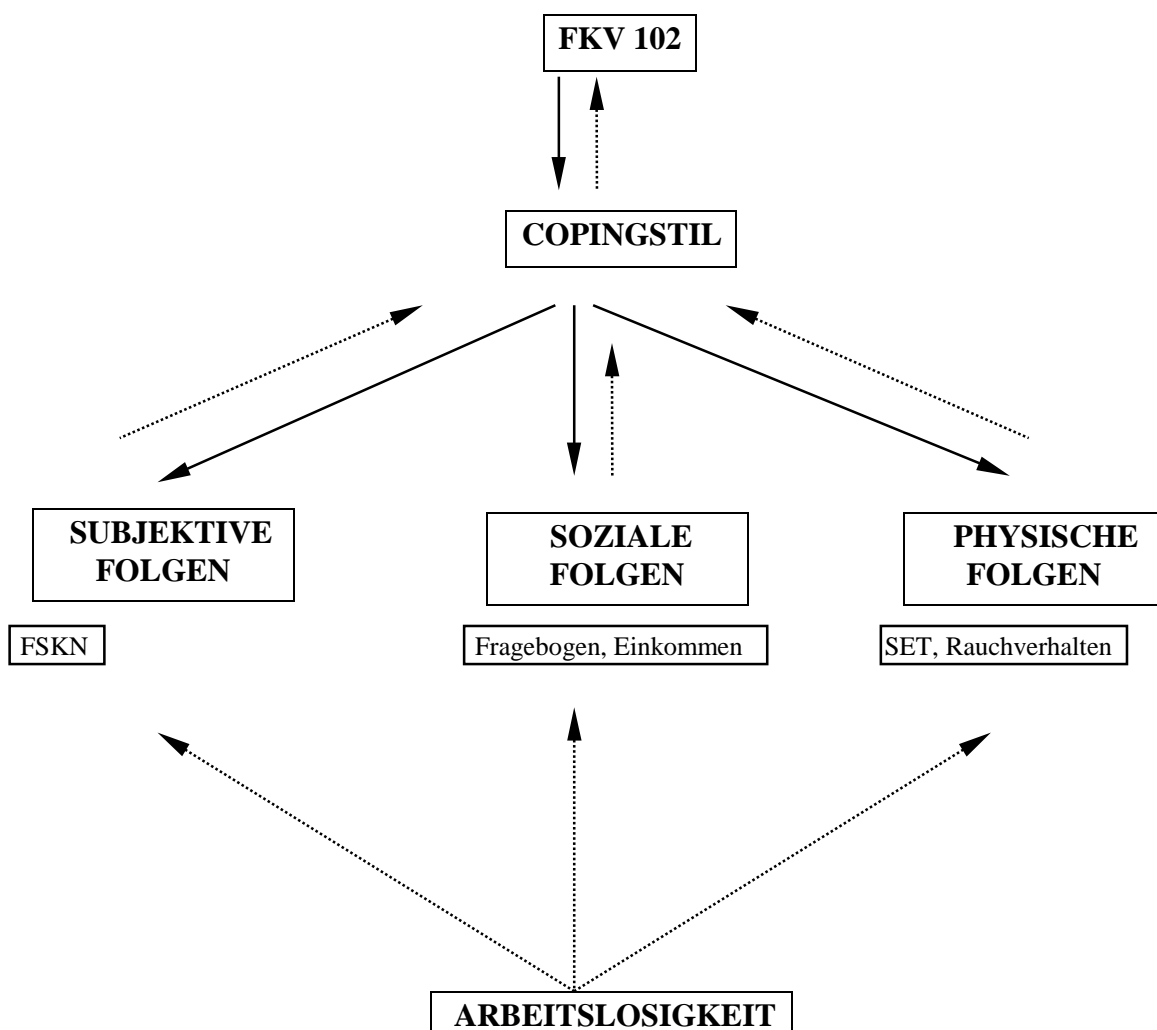 FKV 102
COPINGSTIL
SUBJEKTIVE
FOLGEN
SOZIALE
FOLGEN
PHYSISCHE
FOLGEN
FSKN
Fragebogen, Einkommen
SET, Rauchverhalten
ARBEITSLOSIGKEIT